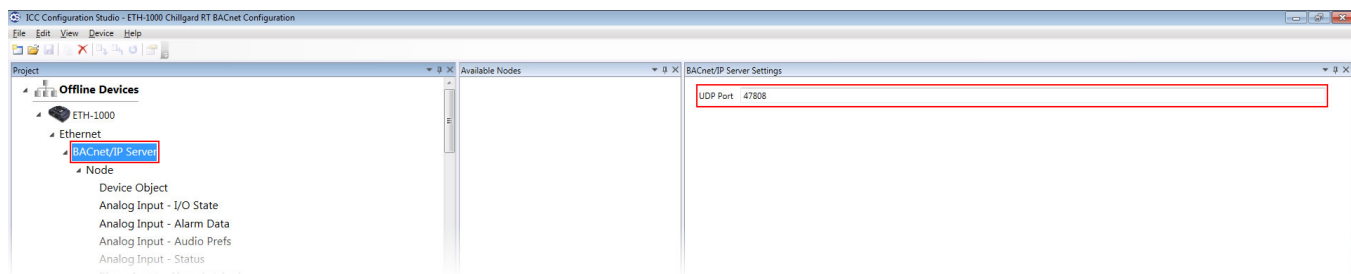 ICC Configuration Studio - ETH-1000 Chillgard RT BACnet Configuration
File Edit View Device Help
Project
Available Nodes
BACnet/IP Server Settings
Offline Devices
UDP Port 47808
ETH-1000
Ethernet
BACnet/IP Server
Node
Device Object
Analog Input - I/O State
Analog Input - Alarm Data
Analog Input - Audio Prefs
Analog Input - Status